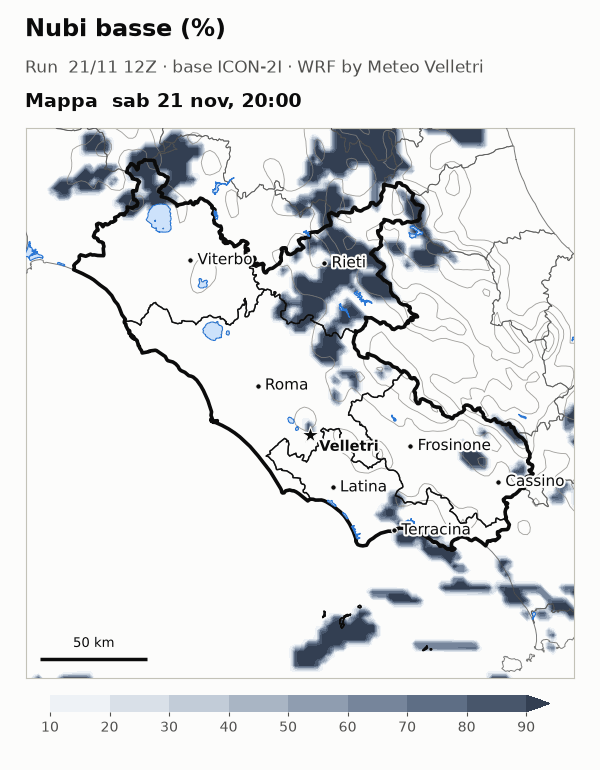 Nubi basse (%)
Run  21/11 12Z · base ICON-2I · WRF by Meteo Velletri
Mappa  sab 21 nov, 20:00
Viterbo
Rieti
Roma
Velletri
Frosinone
Cassino
Latina
Terracina
50 km
10 20 30 40 50 60 70 80 90